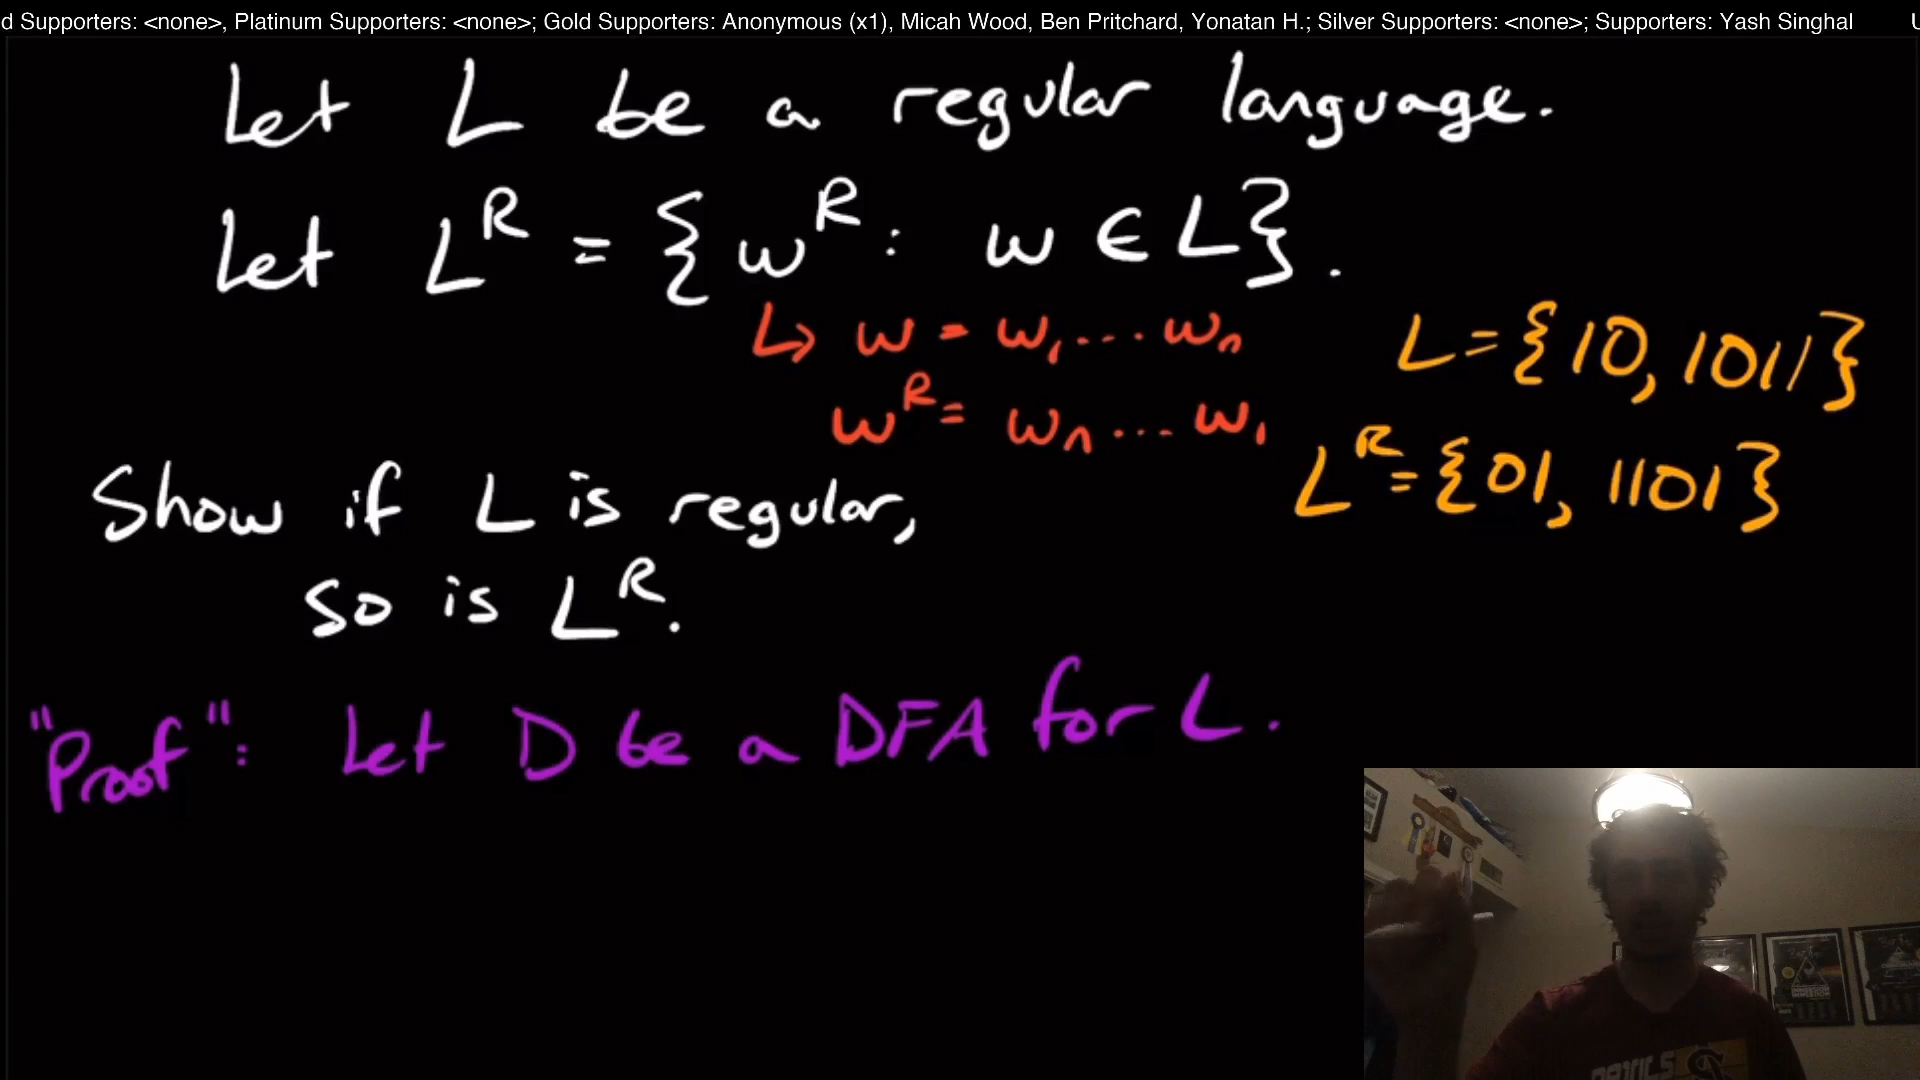 d Supporters: <none>, Platinum Supporters: <none>; Gold Supporters: Anonymous (x1), Micah Wood, Ben Pritchard, Yonatan H.; Silver Supporters: <none>; Supporters: Yash Singhal
Let L be a regular language.
Let L^R = {w^R : w ∈ L}.
↳ w = w₁...wₙ
w^R = wₙ...w₁
L = {10, 1011}
L^R = {01, 1101}
Show if L is regular,
so is L^R.
"Proof": Let D be a DFA for L.